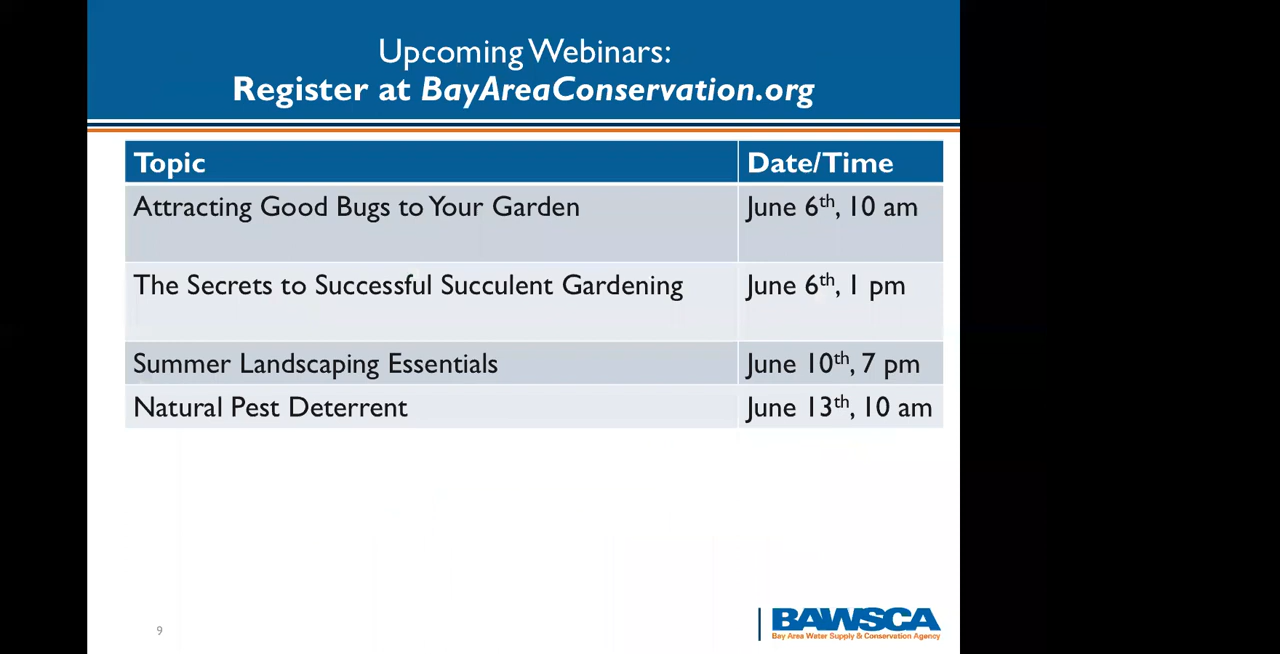 Upcoming Webinars:
Register at BayAreaConservation.org
Topic Date/Time
Attracting Good Bugs to Your Garden June 6th, 10 am
The Secrets to Successful Succulent Gardening June 6th, 1 pm
Summer Landscaping Essentials June 10th, 7 pm
Natural Pest Deterrent June 13th, 10 am
9
BAWSCA
Bay Area Water Supply & Conservation Agency